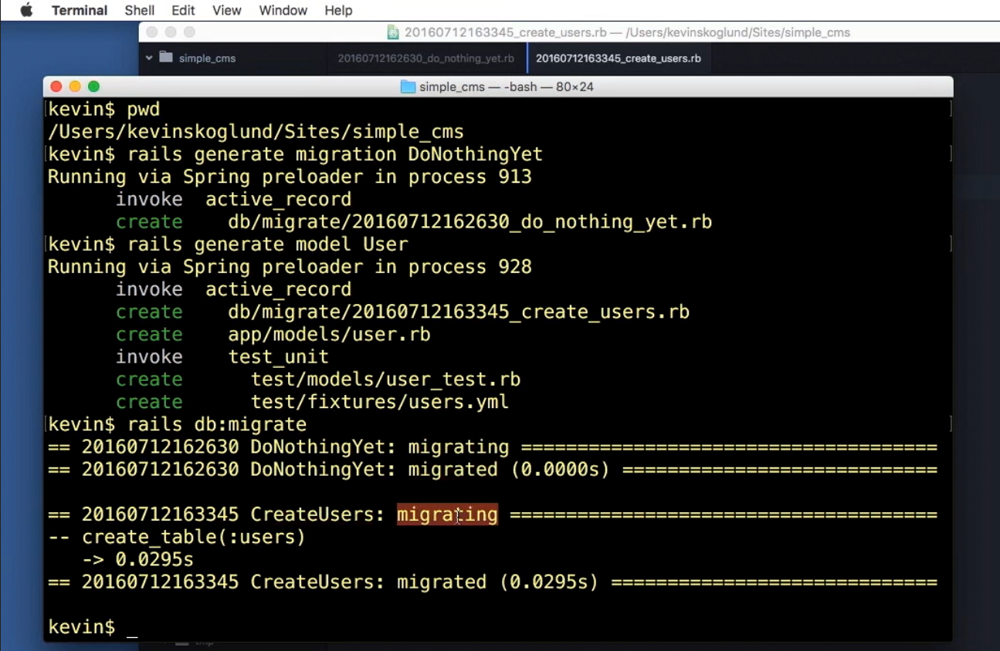 Terminal Shell Edit View Window Help
20160712163345_create_users.rb — /Users/kevinskoglund/Sites/simple_cms
simple_cms 20160712162630_do_nothing_yet.rb 20160712163345_create_users.rb
simple_cms — -bash — 80×24
kevin$ pwd
/Users/kevinskoglund/Sites/simple_cms
kevin$ rails generate migration DoNothingYet
Running via Spring preloader in process 913
invoke active_record
create db/migrate/20160712162630_do_nothing_yet.rb
kevin$ rails generate model User
Running via Spring preloader in process 928
invoke active_record
create db/migrate/20160712163345_create_users.rb
create app/models/user.rb
invoke test_unit
create test/models/user_test.rb
create test/fixtures/users.yml
kevin$ rails db:migrate
== 20160712162630 DoNothingYet: migrating =====================================
== 20160712162630 DoNothingYet: migrated (0.0000s) ============================
== 20160712163345 CreateUsers: migrating ======================================
-- create_table(:users)
-> 0.0295s
== 20160712163345 CreateUsers: migrated (0.0295s) =============================
kevin$ _
tmp